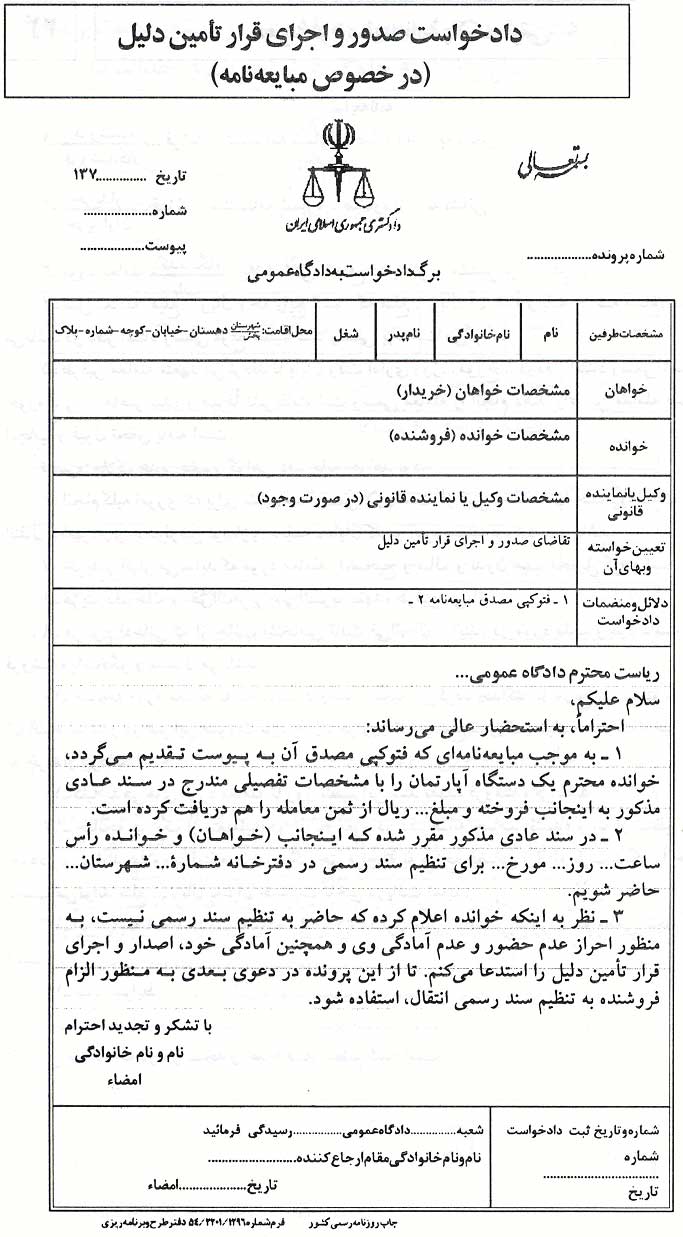 دادخواست صدور و اجرای قرار تأمین دلیل
(در خصوص مبایعه‌نامه)
بسمه تعالی
دادگستری جمهوری اسلامی ایران
تاریخ ............... ۱۳۷
شماره......................
پیوست....................
شماره پرونده....................
برگ دادخواست به دادگاه عمومی
مشخصات طرفین
نام
نام خانوادگی
نام پدر
شغل
محل اقامت: شهرستان بخش دهستان-خیابان-کوچه-شماره-پلاک
خواهان
مشخصات خواهان (خریدار)
خوانده
مشخصات خوانده (فروشنده)
وکیل یا نماینده قانونی
مشخصات وکیل یا نماینده قانونی (در صورت وجود)
تعیین خواسته وبهای آن
تقاضای صدور و اجرای قرار تأمین دلیل
دلائل و منضمات دادخواست
۱ ـ فتوکپی مصدق مبایعه‌نامه ۲ ـ
ریاست محترم دادگاه عمومی...
سلام علیکم،
احتراماً، به استحضار عالی می‌رساند:
۱ ـ به موجب مبایعه‌نامه‌ای که فتوکپی مصدق آن به پیوست تقدیم می‌گردد،
خوانده محترم یک دستگاه آپارتمان را با مشخصات تفصیلی مندرج در سند عادی
مذکور به اینجانب فروخته و مبلغ... ریال از ثمن معامله را هم دریافت کرده است.
۲ ـ در سند عادی مذکور مقرر شده که اینجانب (خواهان) و خوانده رأس
ساعت... روز... مورخ... برای تنظیم سند رسمی در دفترخانه شمارهٔ... شهرستان...
حاضر شویم.
۳ ـ نظر به اینکه خوانده اعلام کرده که حاضر به تنظیم سند رسمی نیست، به
منظور احراز عدم حضور و عدم آمادگی وی و همچنین آمادگی خود، اصدار و اجرای
قرار تأمین دلیل را استدعا می‌کنم. تا از این پرونده در دعوی بعدی به منظور الزام
فروشنده به تنظیم سند رسمی انتقال، استفاده شود.
با تشکر و تجدید احترام
نام و نام خانوادگی
امضاء
شماره وتاریخ ثبت دادخواست
شماره
..............................
تاریخ
شعبه..............دادگاه عمومی..............رسیدگی فرمائید
نام ونام خانوادگی مقام ارجاع کننده......................
تاریخ....................امضاء
چاپ روزنامه رسمی کشور فرم شماره ۵۴/۲۲۰۱/۱۲۹۶ دفتر طرح و برنامه ریزی